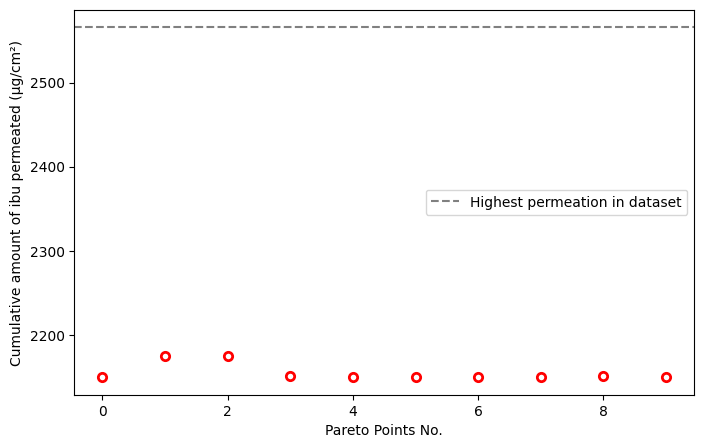 Cumulative amount of ibu permeated (μg/cm²)
2500
2400
2300
2200
Highest permeation in dataset
0 2 4 6 8
Pareto Points No.